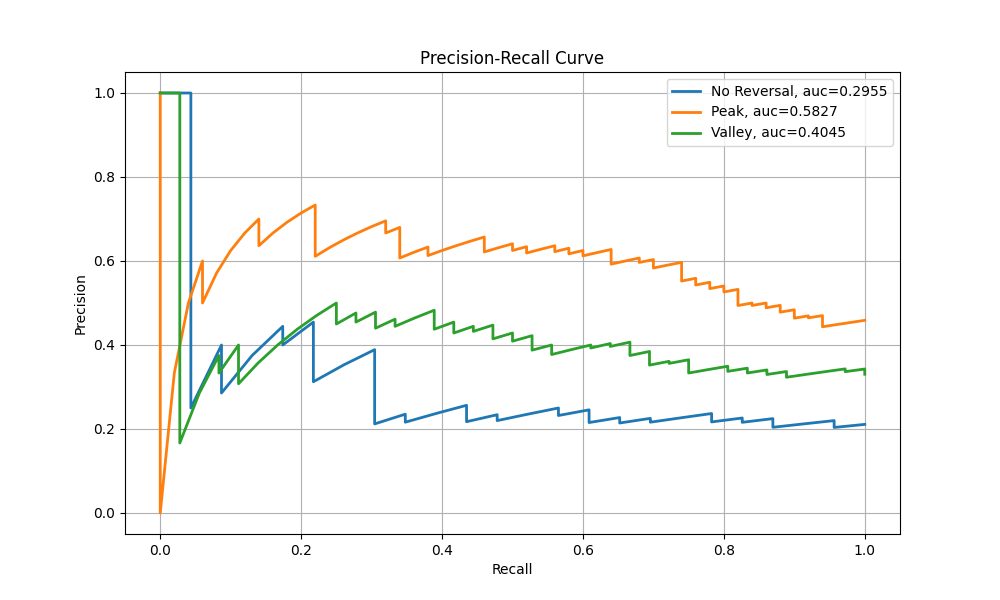 Precision-Recall Curve
No Reversal, auc=0.2955
Peak, auc=0.5827
Valley, auc=0.4045
1.0
0.8
0.6
0.4
0.2
0.0
Precision
0.0 0.2 0.4 0.6 0.8 1.0
Recall